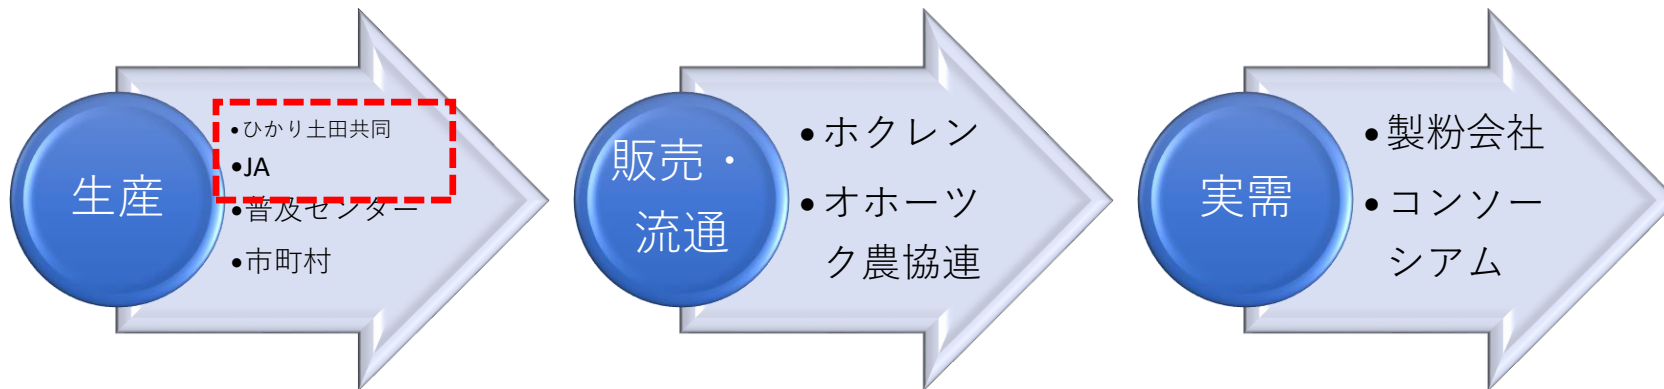 生産
•ひかり土田共同
•JA
•普及センター
•市町村
販売・
流通
•ホクレン
•オホーツ
ク農協連
実需
•製粉会社
•コンソー
シアム